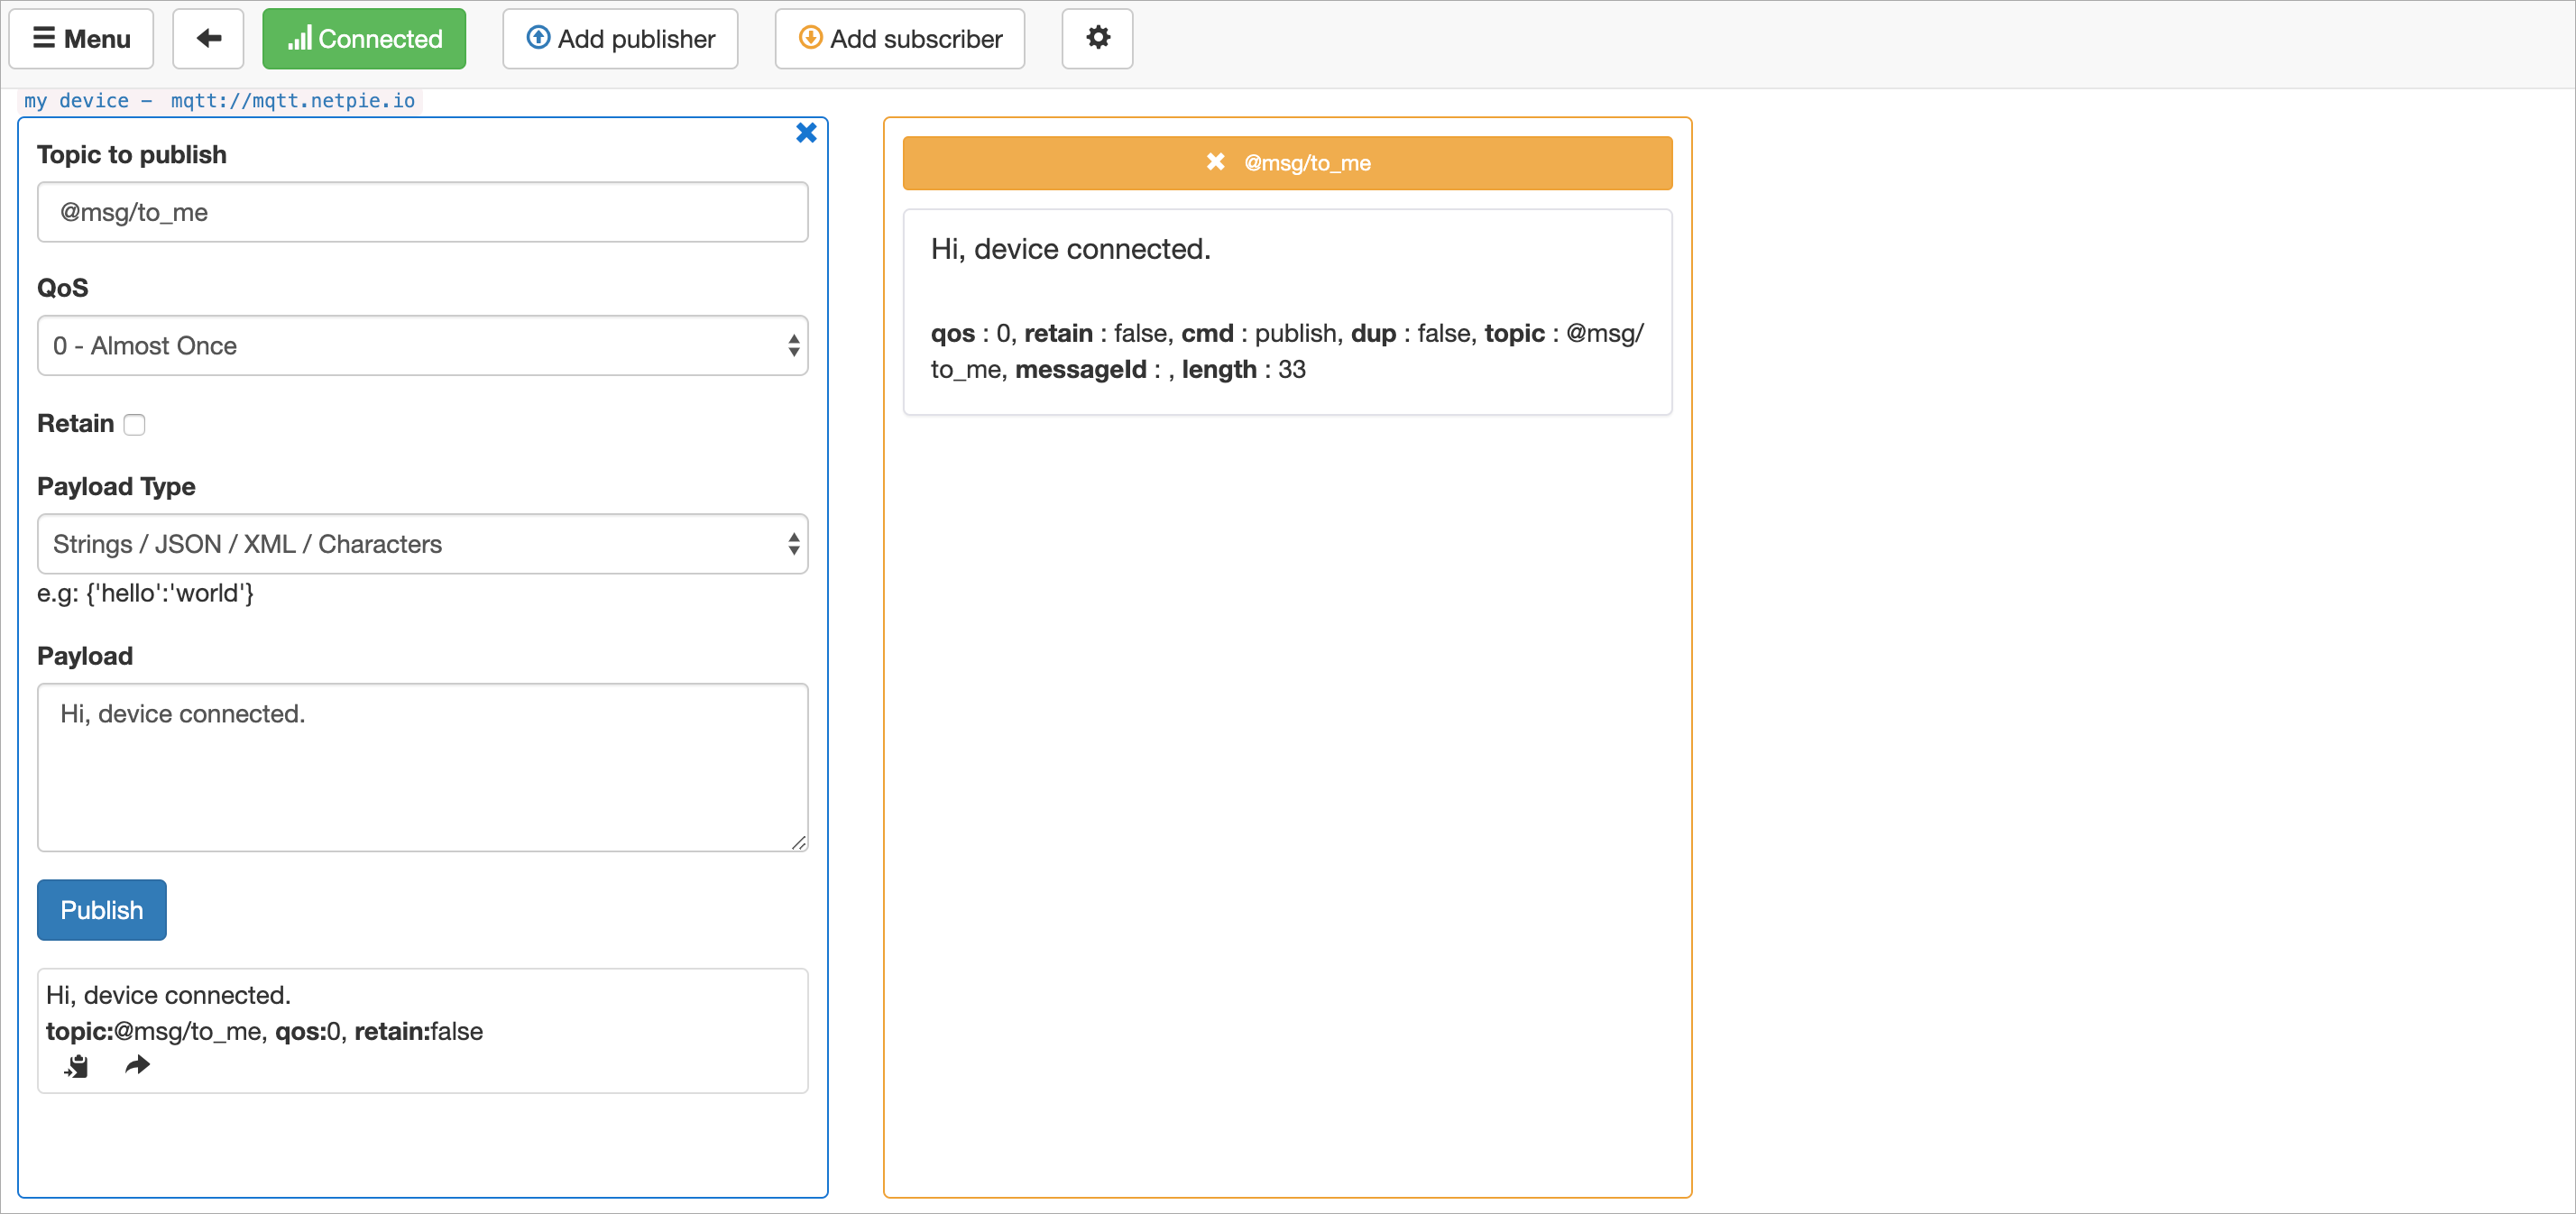 Menu
Connected
Add publisher
Add subscriber
my device - mqtt://mqtt.netpie.io
Topic to publish
@msg/to_me
QoS
0 - Almost Once
Retain
Payload Type
Strings / JSON / XML / Characters
e.g: {'hello':'world'}
Payload
Hi, device connected.
Publish
Hi, device connected.
topic:@msg/to_me, qos:0, retain:false
@msg/to_me
Hi, device connected.
qos : 0, retain : false, cmd : publish, dup : false, topic : @msg/
to_me, messageId : , length : 33